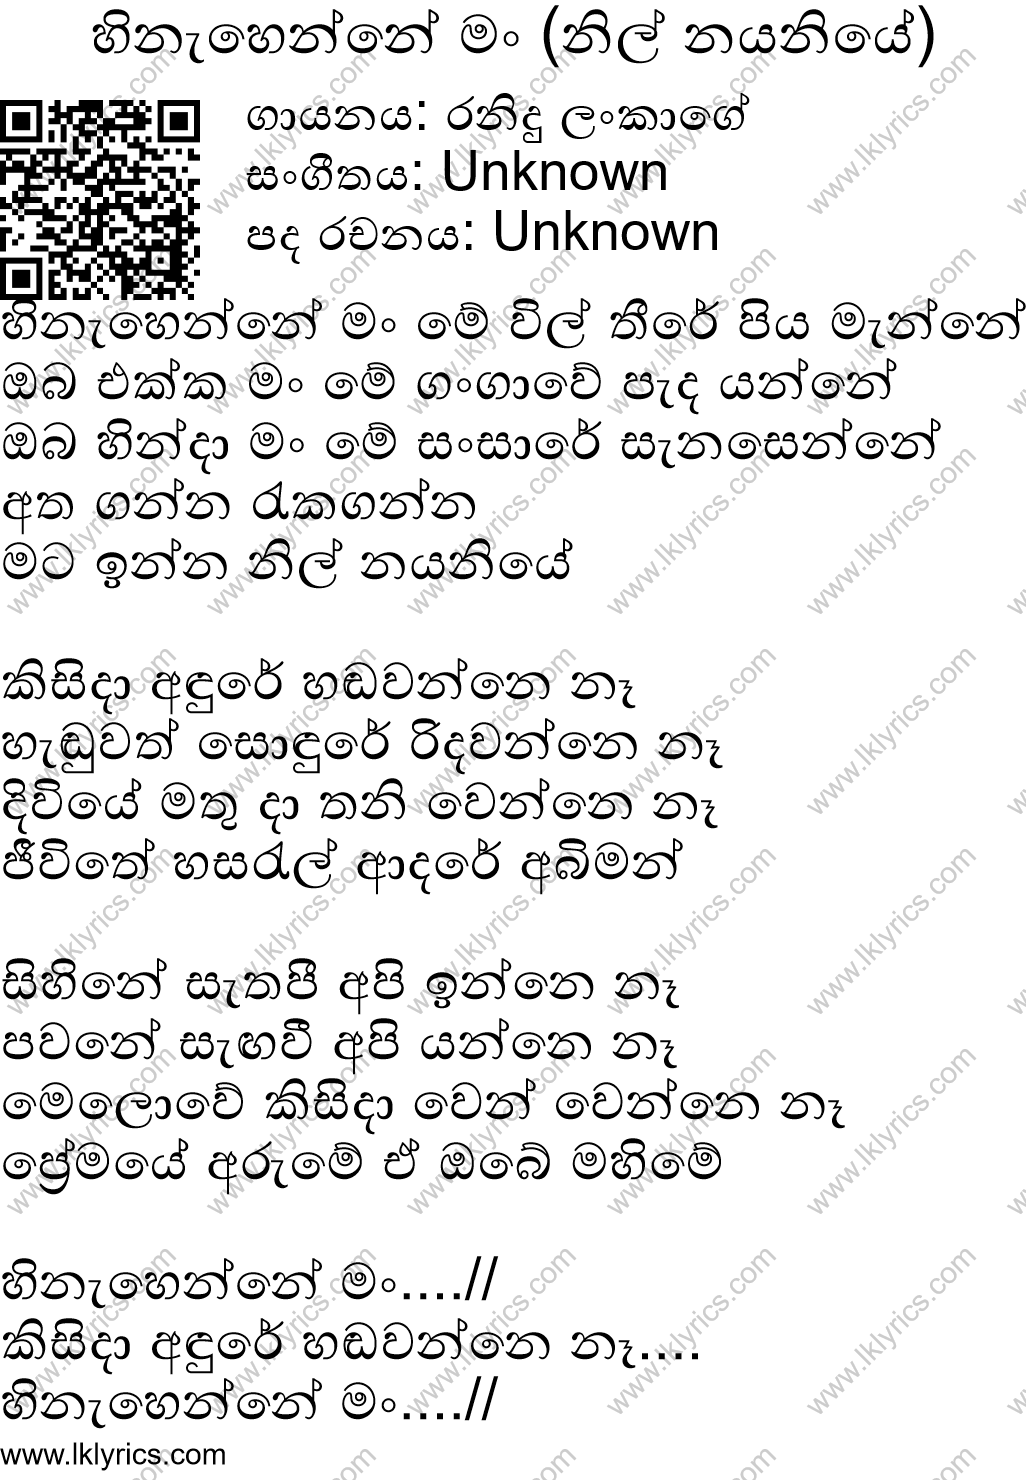 හිනැහෙන්නේ මං (නිල් නයනියේ)
ගායනය: රනිදු ලංකාගේ
සංගීතය: Unknown
පද රචනය: Unknown
හිනැහෙන්නේ මං මේ විල් තීරේ පිය මැන්නේ
ඔබ එක්ක මං මේ ගංගාවේ පැද යන්නේ
ඔබ හින්දා මං මේ සංසාරේ සැනසෙන්නේ
අත ගන්න රැකගන්න
මට ඉන්න නිල් නයනියේ
කිසිදා අඳුරේ හඬවන්නෙ නෑ
හැඬුවත් සොඳුරේ රිදවන්නෙ නෑ
දිවියේ මතු දා තනි වෙන්නෙ නෑ
ජීවිතේ හසරැල් ආදරේ අබිමන්
සිහිනේ සැතපී අපි ඉන්නෙ නෑ
පවනේ සැඟවී අපි යන්නෙ නෑ
මෙලොවේ කිසිදා වෙන් වෙන්නෙ නෑ
ප්‍රේමයේ අරුමේ ඒ ඔබේ මහිමේ
හිනැහෙන්නේ මං....//
කිසිදා අඳුරේ හඬවන්නෙ නෑ....
හිනැහෙන්නේ මං....//
www.lklyrics.com